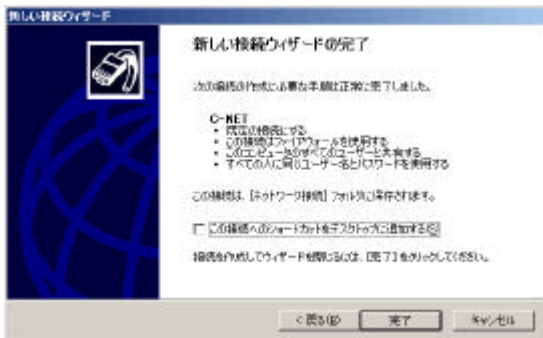 新しい接続ウィザード
新しい接続ウィザードの完了
次の接続の作成に必要な手順は正常に完了しました。
C-NET
• 既定の接続にする
• この接続はファイアウォールを使用する
• このコンピュータのすべてのユーザーと共有する
• すべての人に同じユーザー名とパスワードを使用する
この接続は、[ネットワーク接続] フォルダに保存されます。
この接続へのショートカットをデスクトップに追加する(S)
接続を作成してウィザードを閉じるには、[完了] をクリックしてください。
< 戻る(B)
完了
キャンセル